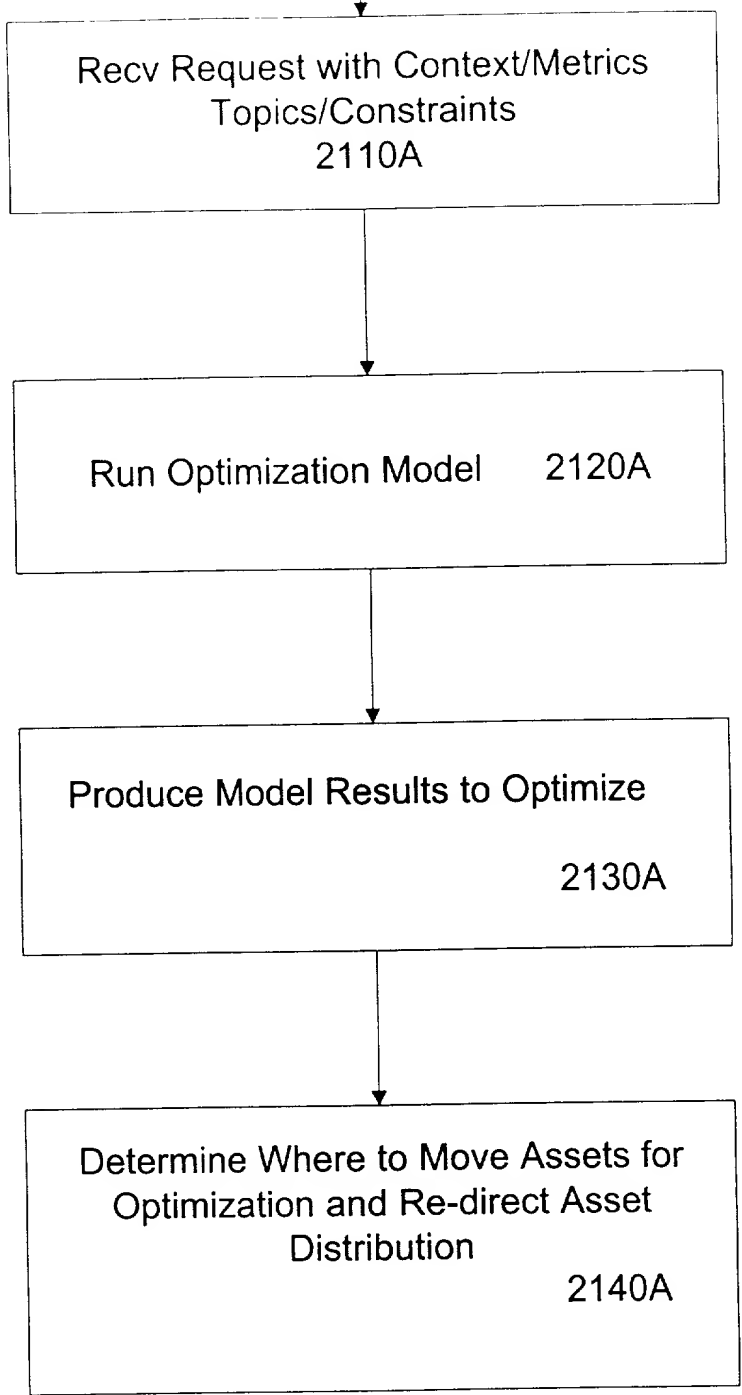 Recv Request with Context/Metrics
Topics/Constraints
2110A
Run Optimization Model 2120A
Produce Model Results to Optimize
2130A
Determine Where to Move Assets for
Optimization and Re-direct Asset
Distribution
2140A